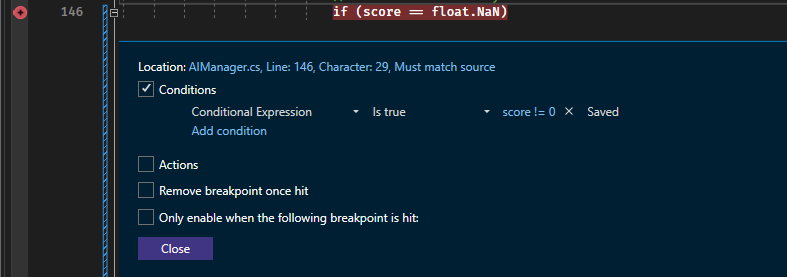 146 if (score == float.NaN)
Location: AIManager.cs, Line: 146, Character: 29, Must match source
Conditions
Conditional Expression Is true score != 0 × Saved
Add condition
Actions
Remove breakpoint once hit
Only enable when the following breakpoint is hit:
Close